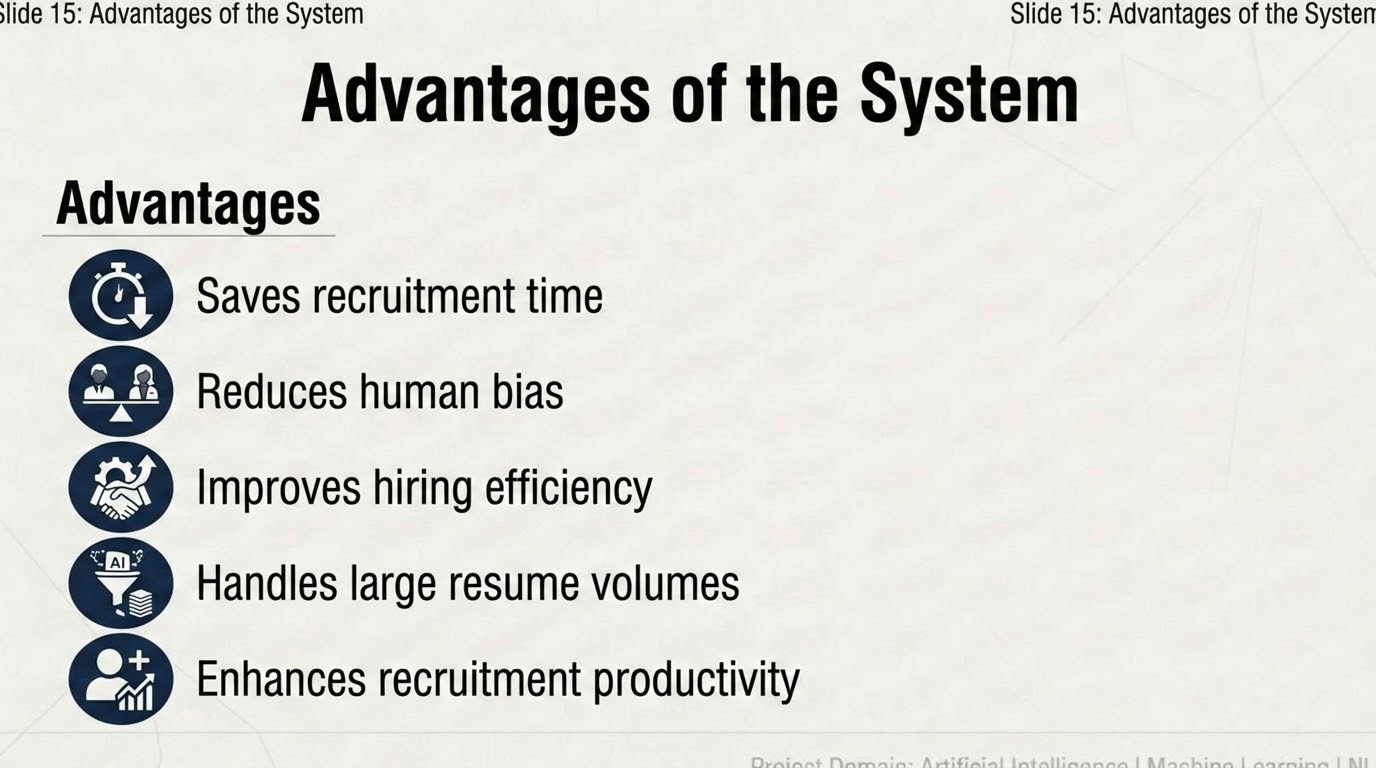 Slide 15: Advantages of the System
Slide 15: Advantages of the System
Advantages of the System
Advantages
Saves recruitment time
Reduces human bias
Improves hiring efficiency
AI
Handles large resume volumes
Enhances recruitment productivity
Project Domain: Artificial Intelligence | Machine Learning |